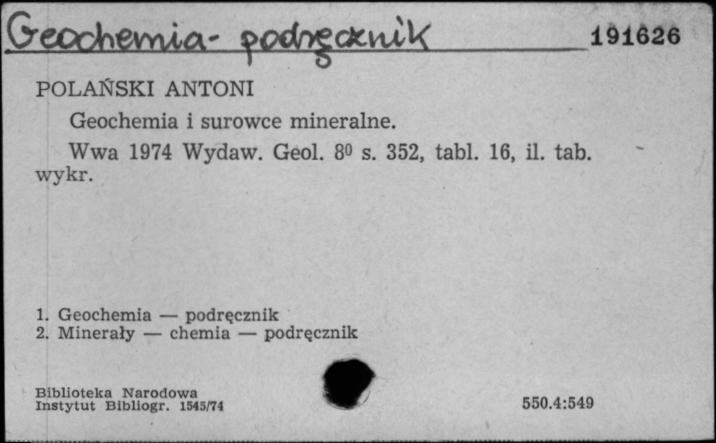 Geochemia - podręcznik 191626
POLAŃSKI ANTONI
Geochemia i surowce mineralne.
Wwa 1974 Wydaw. Geol. 8⁰ s. 352, tabl. 16, il. tab.
wykr.
1. Geochemia — podręcznik
2. Minerały — chemia — podręcznik
Biblioteka Narodowa
Instytut Bibliogr. 1545/74 550.4:549